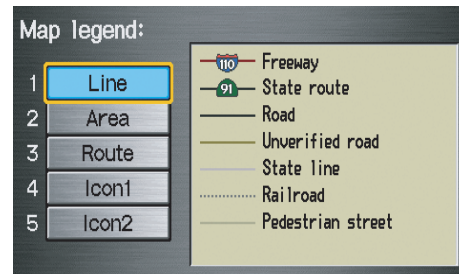 Map legend:
1 Line
2 Area
3 Route
4 Icon1
5 Icon2
110 Freeway
91 State route
Road
Unverified road
State line
Railroad
Pedestrian street